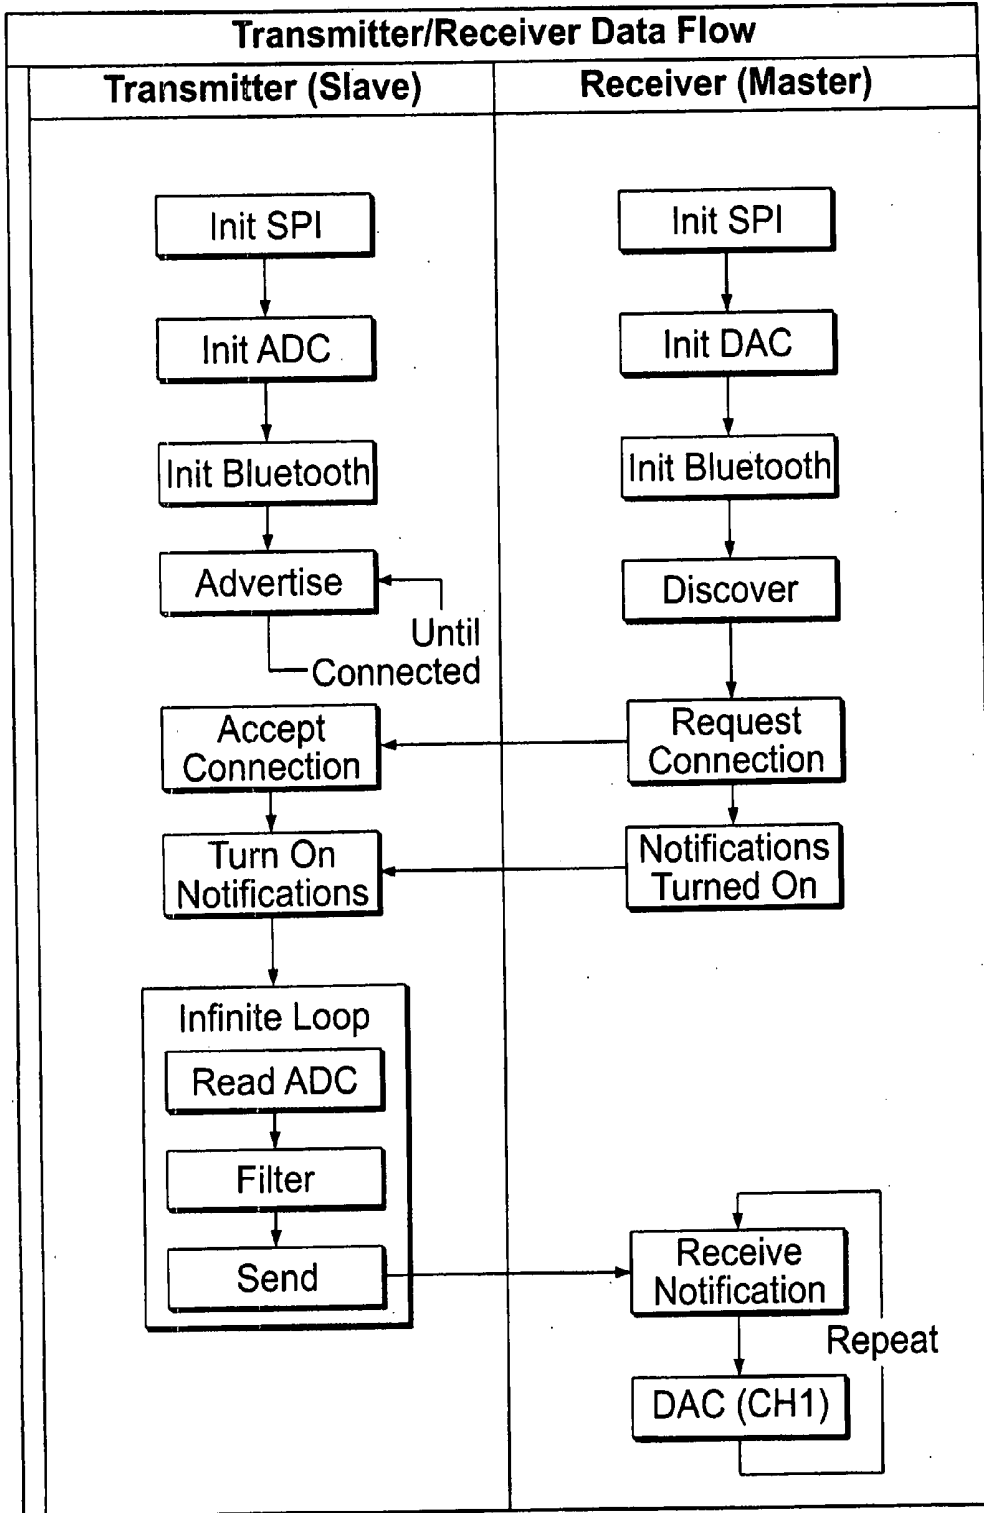 Transmitter/Receiver Data Flow
Transmitter (Slave)
Receiver (Master)
Init SPI
Init ADC
Init Bluetooth
Advertise
Until
Connected
Accept
Connection
Turn On
Notifications
Infinite Loop
Read ADC
Filter
Send
Init SPI
Init DAC
Init Bluetooth
Discover
Request
Connection
Notifications
Turned On
Receive
Notification
Repeat
DAC (CH1)